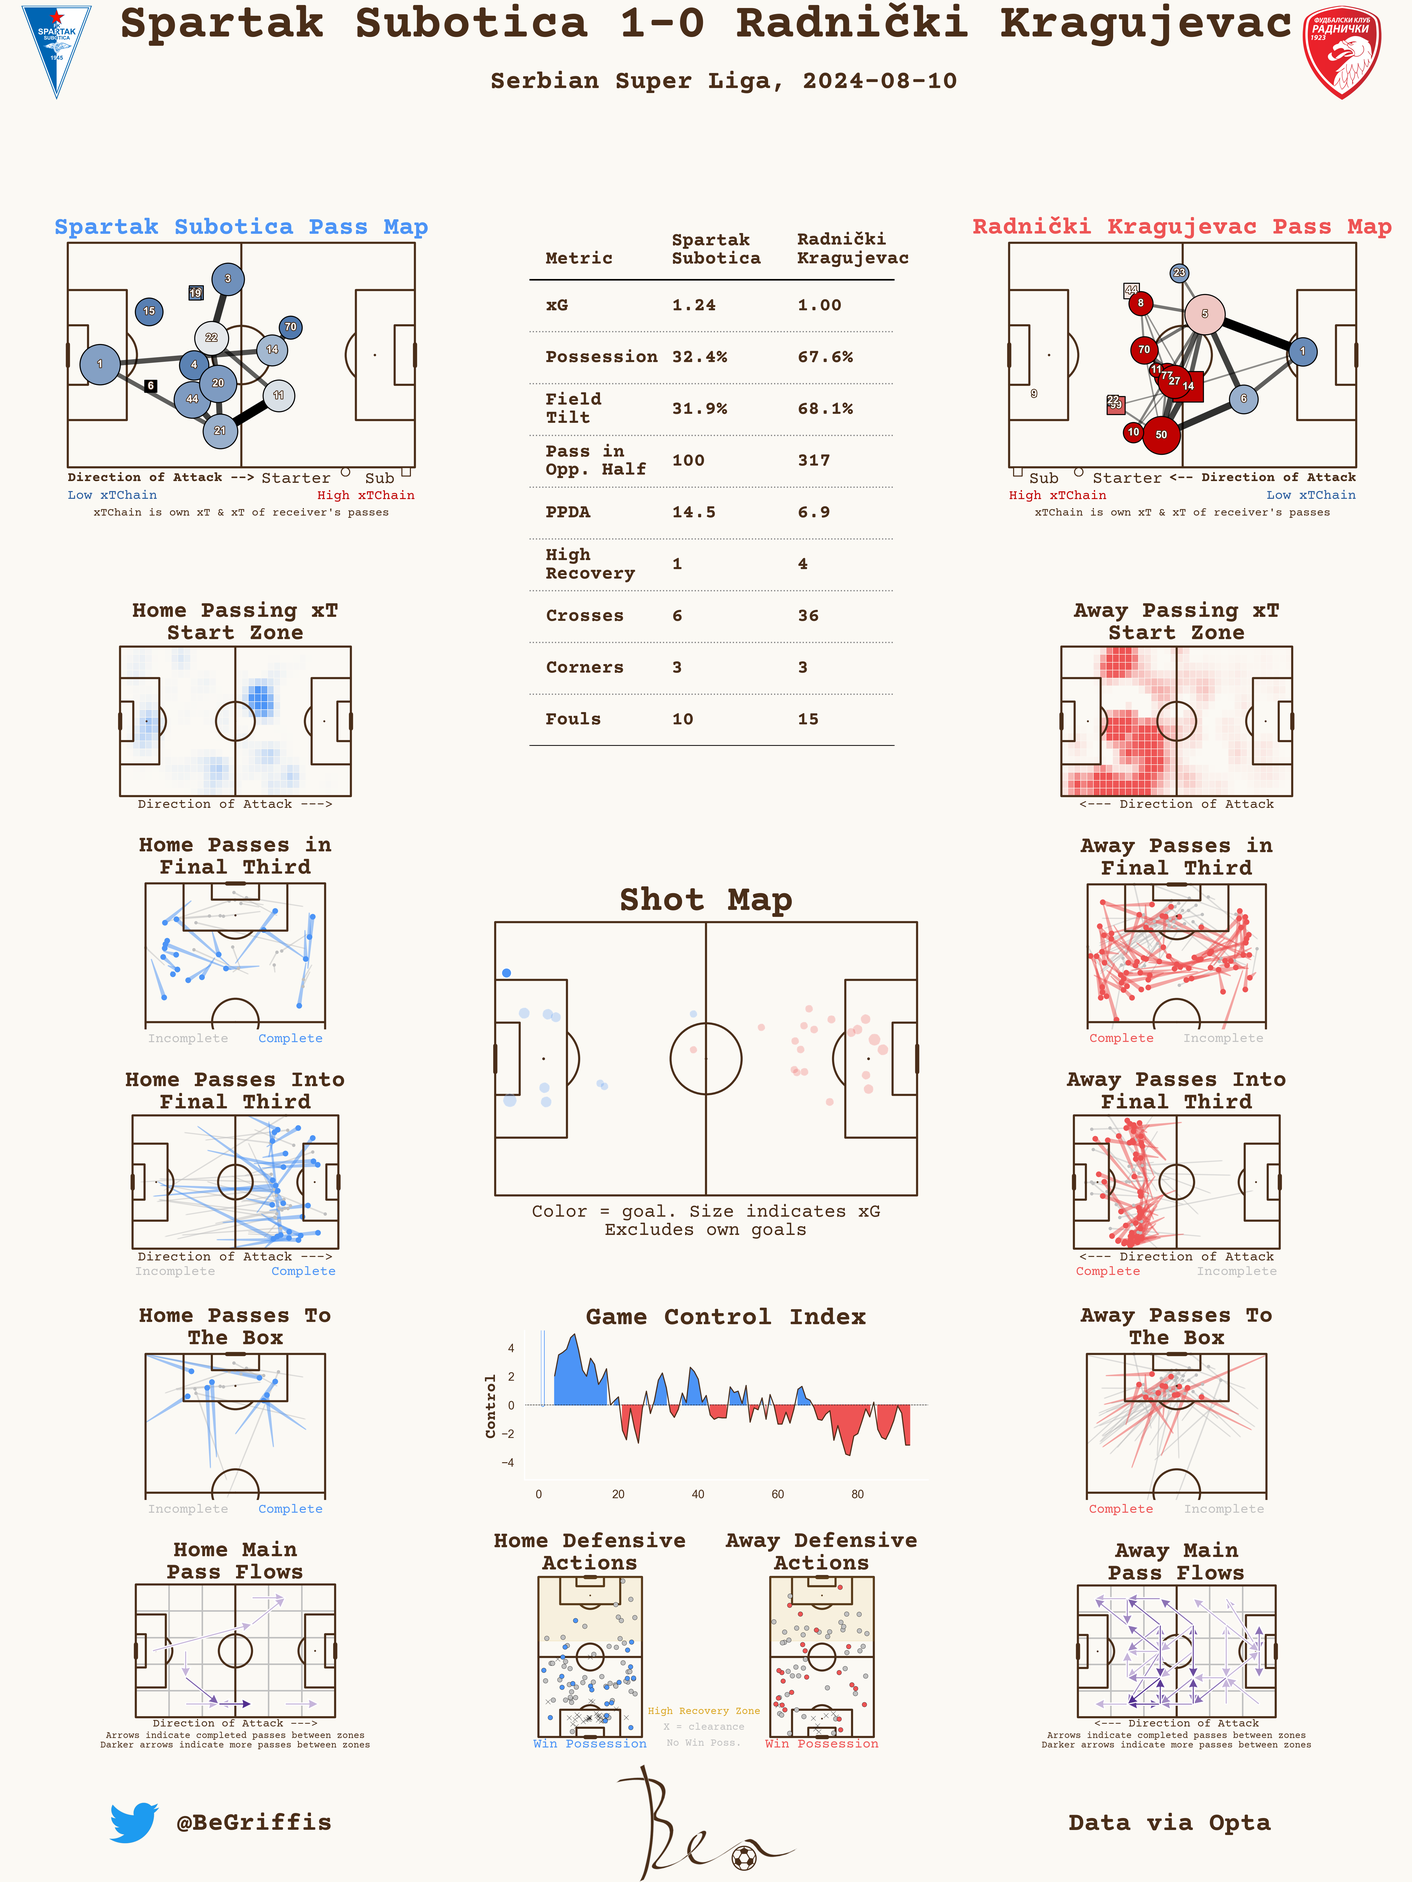 Spartak Subotica 1-0 Radnički Kragujevac
Serbian Super Liga, 2024-08-10
SPARTAK
SUBOTICA
1945
ФУДБАЛСКИ КЛУБ
РАДНИЧКИ
1923
Spartak Subotica Pass Map
3
19
15
22
70
14
1
4
20
6
44
11
21
Direction of Attack --> Starter Sub
Low xTChain High xTChain
xTChain is own xT & xT of receiver's passes
Metric Spartak Subotica Radnički Kragujevac
xG 1.24 1.00
Possession 32.4% 67.6%
Field Tilt 31.9% 68.1%
Pass in Opp. Half 100 317
PPDA 14.5 6.9
High Recovery 1 4
Crosses 6 36
Corners 3 3
Fouls 10 15
Radnički Kragujevac Pass Map
23
44
8
5
70
1
11
77
27
14
9
22
6
10
50
Sub Starter <-- Direction of Attack
High xTChain Low xTChain
xTChain is own xT & xT of receiver's passes
Home Passing xT
Start Zone
Direction of Attack --->
Away Passing xT
Start Zone
<--- Direction of Attack
Home Passes in
Final Third
Incomplete Complete
Away Passes in
Final Third
Complete Incomplete
Shot Map
Color = goal. Size indicates xG
Excludes own goals
Home Passes Into
Final Third
Direction of Attack --->
Incomplete Complete
Away Passes Into
Final Third
<--- Direction of Attack
Complete Incomplete
Home Passes To
The Box
Incomplete Complete
Game Control Index
Control
4
2
0
−2
−4
0 20 40 60 80
Away Passes To
The Box
Complete Incomplete
Home Main
Pass Flows
Direction of Attack --->
Arrows indicate completed passes between zones
Darker arrows indicate more passes between zones
Home Defensive
Actions
Win Possession
High Recovery Zone
X = clearance
No Win Poss.
Away Defensive
Actions
Win Possession
Away Main
Pass Flows
<--- Direction of Attack
Arrows indicate completed passes between zones
Darker arrows indicate more passes between zones
@BeGriffis
Ben
Data via Opta